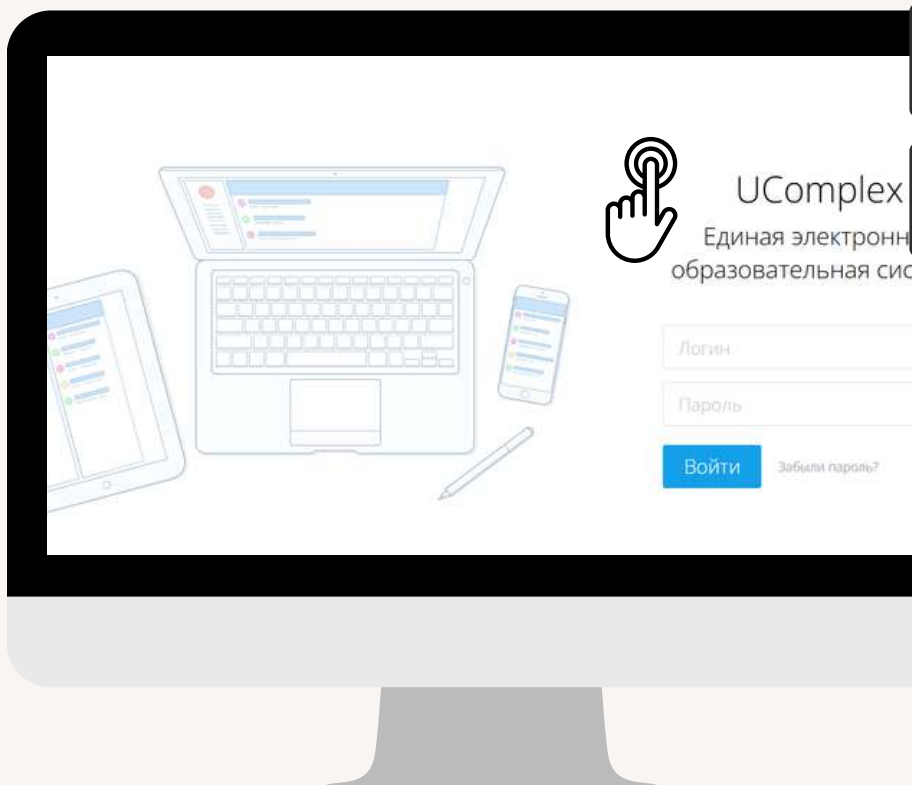 UComplex
Единая электронн
образовательная сис
Логин
Пароль
Войти
Забыли пароль?